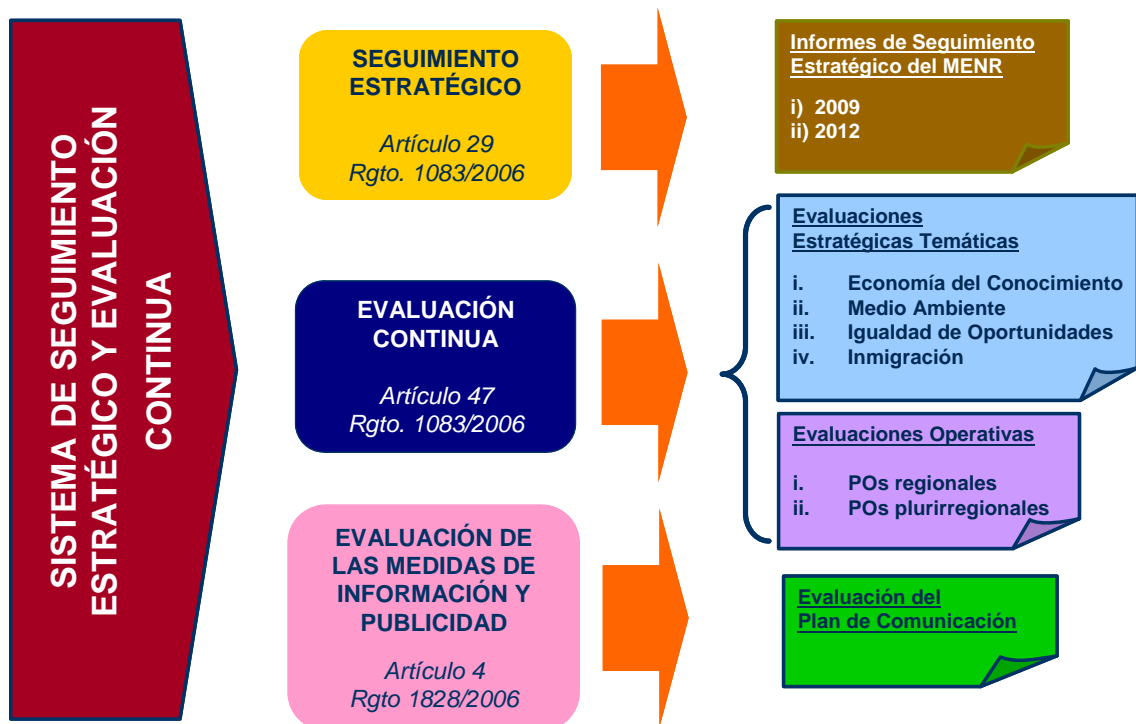 SISTEMA DE SEGUIMIENTO
ESTRATÉGICO Y EVALUACIÓN
CONTINUA
SEGUIMIENTO
ESTRATÉGICO
Artículo 29
Rgto. 1083/2006
Informes de Seguimiento
Estratégico del MENR
i) 2009
ii) 2012
EVALUACIÓN
CONTINUA
Artículo 47
Rgto. 1083/2006
Evaluaciones
Estratégicas Temáticas
i. Economía del Conocimiento
ii. Medio Ambiente
iii. Igualdad de Oportunidades
iv. Inmigración
Evaluaciones Operativas
i. POs regionales
ii. POs plurirregionales
EVALUACIÓN DE
LAS MEDIDAS DE
INFORMACIÓN Y
PUBLICIDAD
Artículo 4
Rgto 1828/2006
Evaluación del
Plan de Comunicación